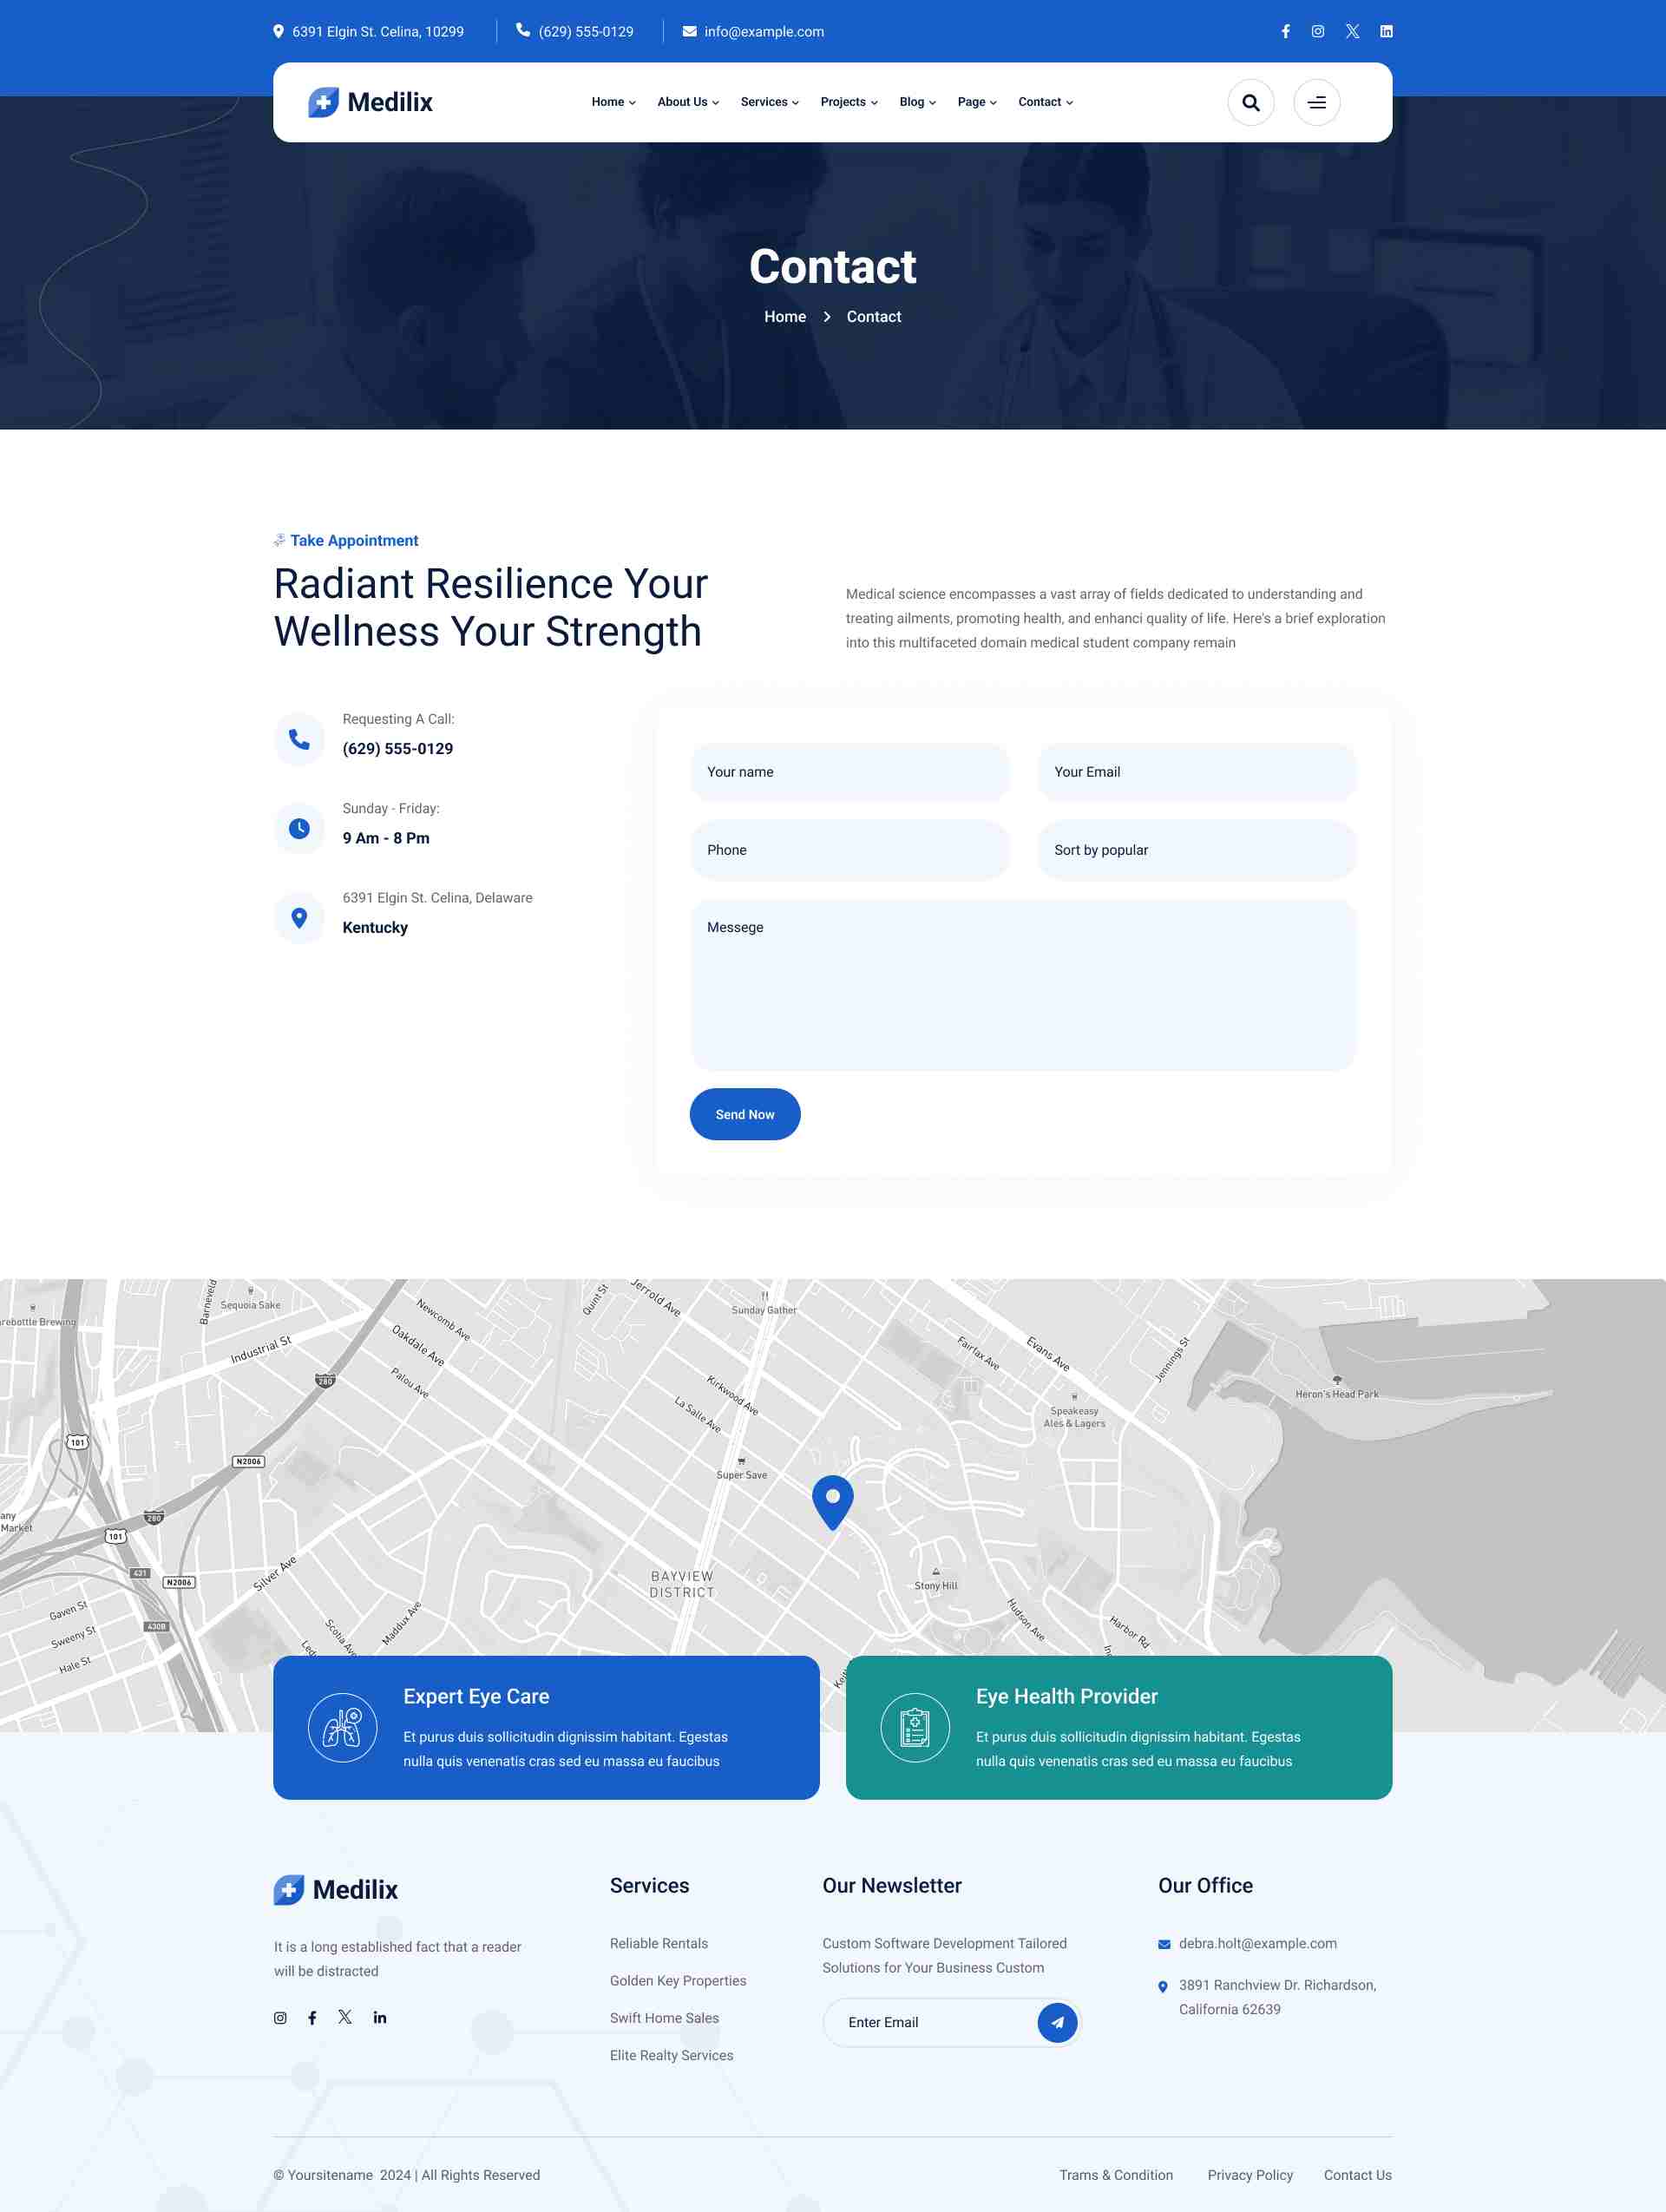 6391 Elgin St. Celina, 10299
(629) 555-0129
info@example.com
Medilix
Home
About Us
Services
Projects
Blog
Page
Contact
Contact
Home
Contact
Take Appointment
Radiant Resilience Your
Wellness Your Strength
Medical science encompasses a vast array of fields dedicated to understanding and
treating ailments, promoting health, and enhanci quality of life. Here's a brief exploration
into this multifaceted domain medical student company remain
Requesting A Call:
(629) 555-0129
Sunday - Friday:
9 Am - 8 Pm
6391 Elgin St. Celina, Delaware
Kentucky
Your name
Your Email
Phone
Sort by popular
Messege
Send Now
Barneveld
Sequoia Sake
arebottle Brewing
Industrial St
Newcomb Ave
Oakdale Ave
Palou Ave
Quint St
Jerrold Ave
Sunday Gather
Kirkwood Ave
La Salle Ave
Fairfax Ave
Evans Ave
Jennings St
Speakeasy
Ales & Lagers
Heron's Head Park
280
101
N2006
Super Save
280
any
Market
101
431
N2006
Silver Ave
BAYVIEW
DISTRICT
Stony Hill
Gaven St
Sweeny St
Hale St
430B
Scotia Ave
Maddux Ave
Hudson Ave
Harbor Rd
Expert Eye Care
Et purus duis sollicitudin dignissim habitant. Egestas
nulla quis venenatis cras sed eu massa eu faucibus
Eye Health Provider
Et purus duis sollicitudin dignissim habitant. Egestas
nulla quis venenatis cras sed eu massa eu faucibus
Medilix
It is a long established fact that a reader
will be distracted
Services
Reliable Rentals
Golden Key Properties
Swift Home Sales
Elite Realty Services
Our Newsletter
Custom Software Development Tailored
Solutions for Your Business Custom
Enter Email
Our Office
debra.holt@example.com
3891 Ranchview Dr. Richardson,
California 62639
© Yoursitename  2024 | All Rights Reserved
Trams & Condition
Privacy Policy
Contact Us